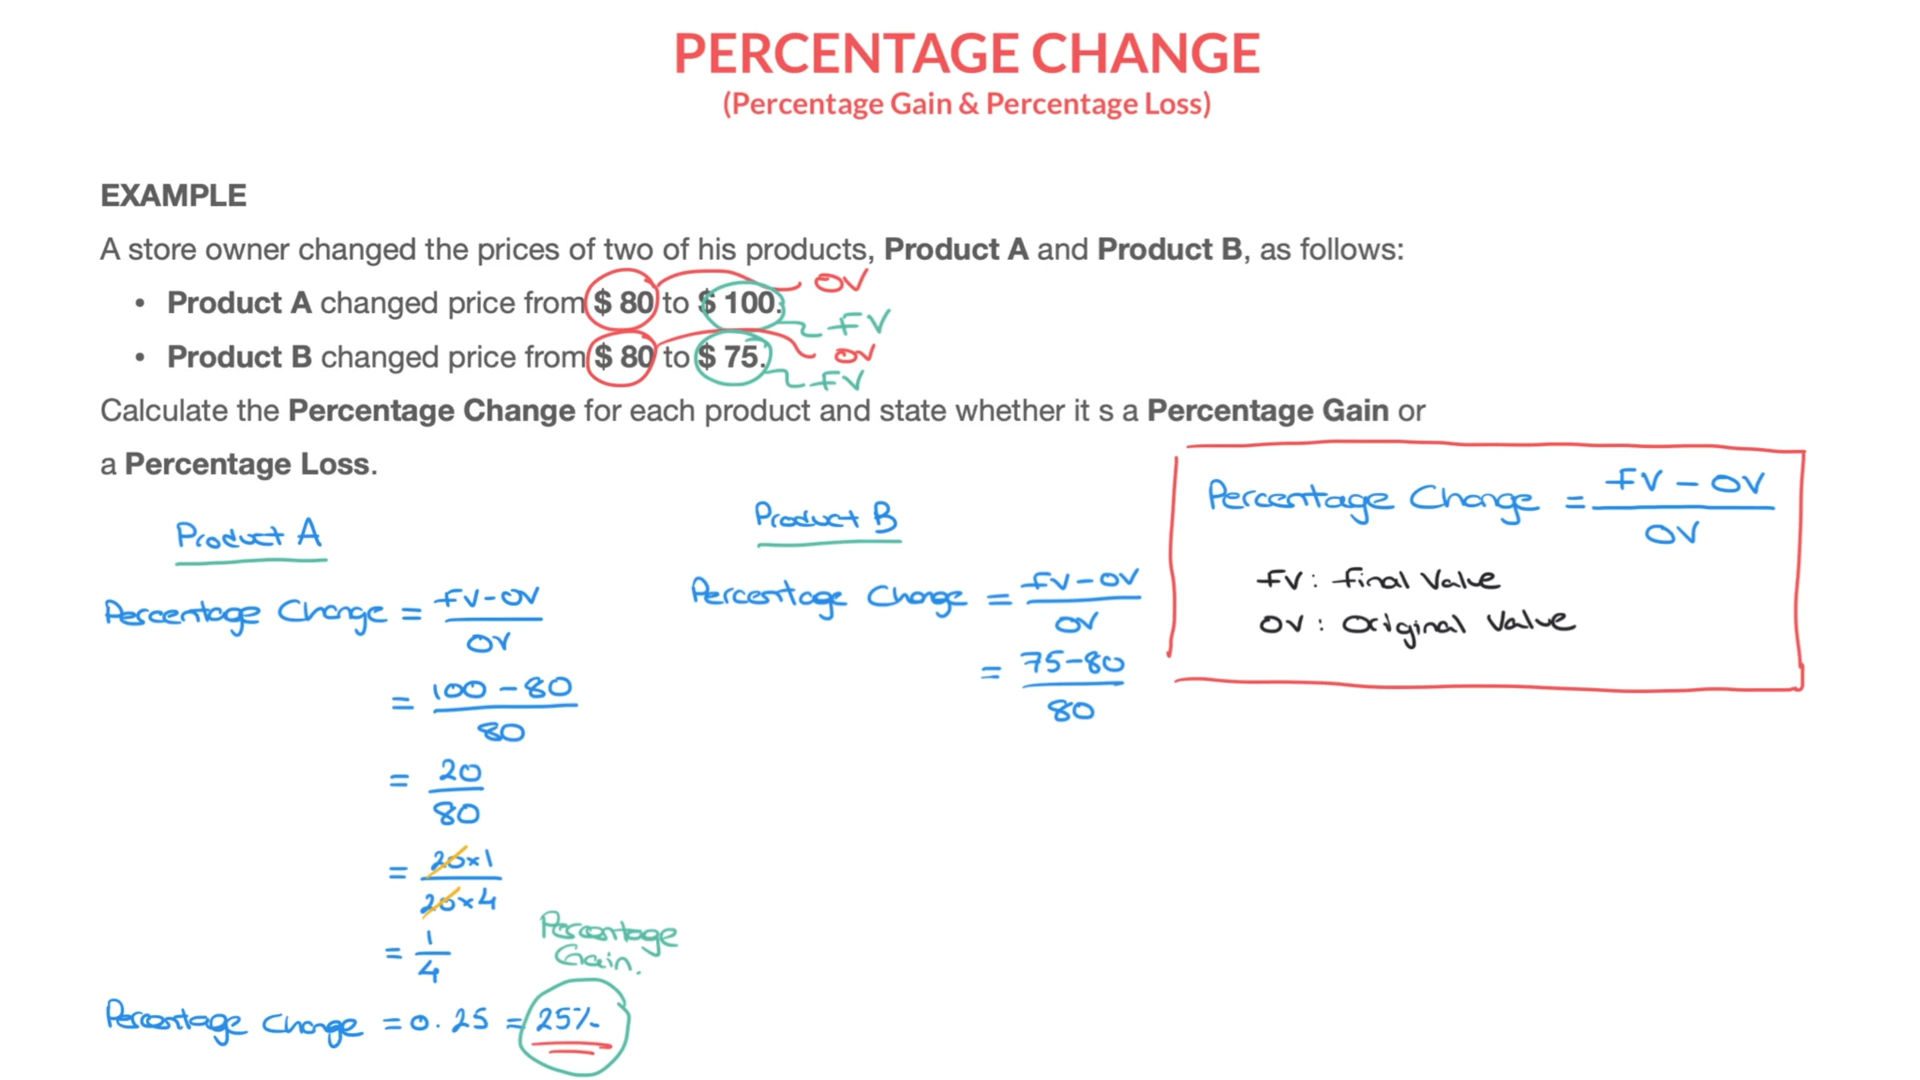 PERCENTAGE CHANGE
(Percentage Gain & Percentage Loss)
EXAMPLE
A store owner changed the prices of two of his products, Product A and Product B, as follows:
• Product A changed price from $ 80 to $ 100.
OV
FV
• Product B changed price from $ 80 to $ 75.
OV
FV
Calculate the Percentage Change for each product and state whether it s a Percentage Gain or
a Percentage Loss.
Percentage Change = FV - OV
OV
FV: Final Value
OV: Original Value
Product A
Percentage Change = FV-OV
OV
= 100 - 80
80
= 20
80
= 20×1
20×4
= 1
4
Percentage Change = 0.25 = 25%
Percentage
Gain.
Product B
Percentage Change = FV-OV
OV
= 75-80
80